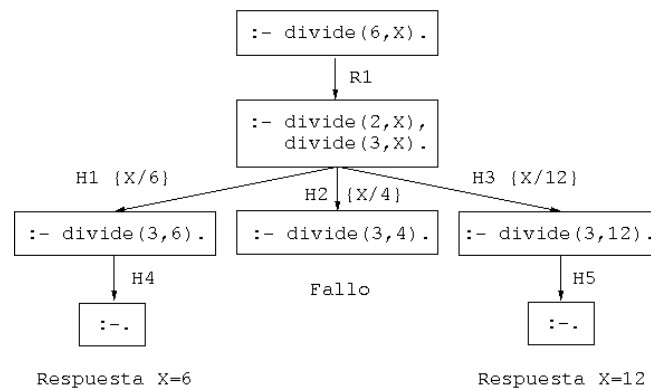 :- divide(6,X).
R1
:- divide(2,X),
divide(3,X).
H1 {X/6}
H2 {X/4}
H3 {X/12}
:- divide(3,6).
:- divide(3,4).
:- divide(3,12).
H4
Fallo
H5
:-.
:-.
Respuesta X=6
Respuesta X=12